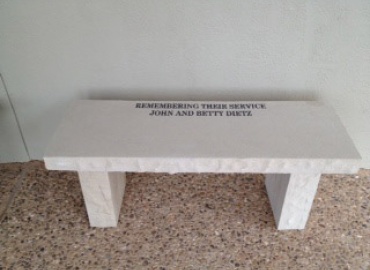 REMEMBERING THEIR SERVICE
JOHN AND BETTY DIETZ